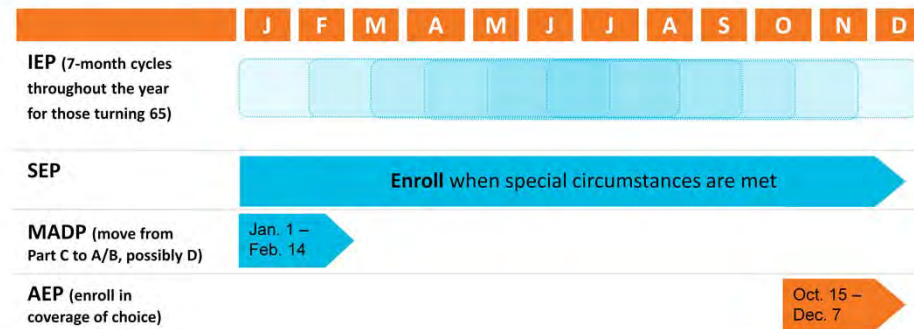 J F M A M J J A S O N D
IEP (7-month cycles
throughout the year
for those turning 65)
SEP
Enroll when special circumstances are met
MADP (move from
Part C to A/B, possibly D)
Jan. 1 –
Feb. 14
AEP (enroll in
coverage of choice)
Oct. 15 –
Dec. 7